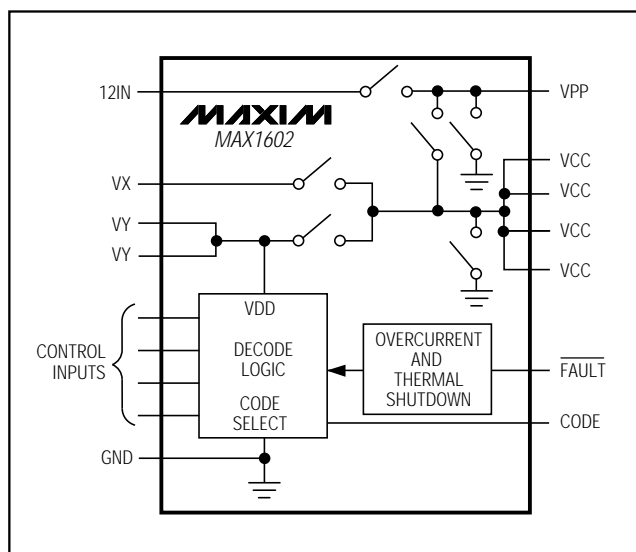 12IN
VPP
MAXIM
MAX1602
VCC
VX
VCC
VY
VCC
VY
VCC
VDD
CONTROL
INPUTS
DECODE
LOGIC
CODE
SELECT
OVERCURRENT
AND
THERMAL
SHUTDOWN
FAULT
CODE
GND